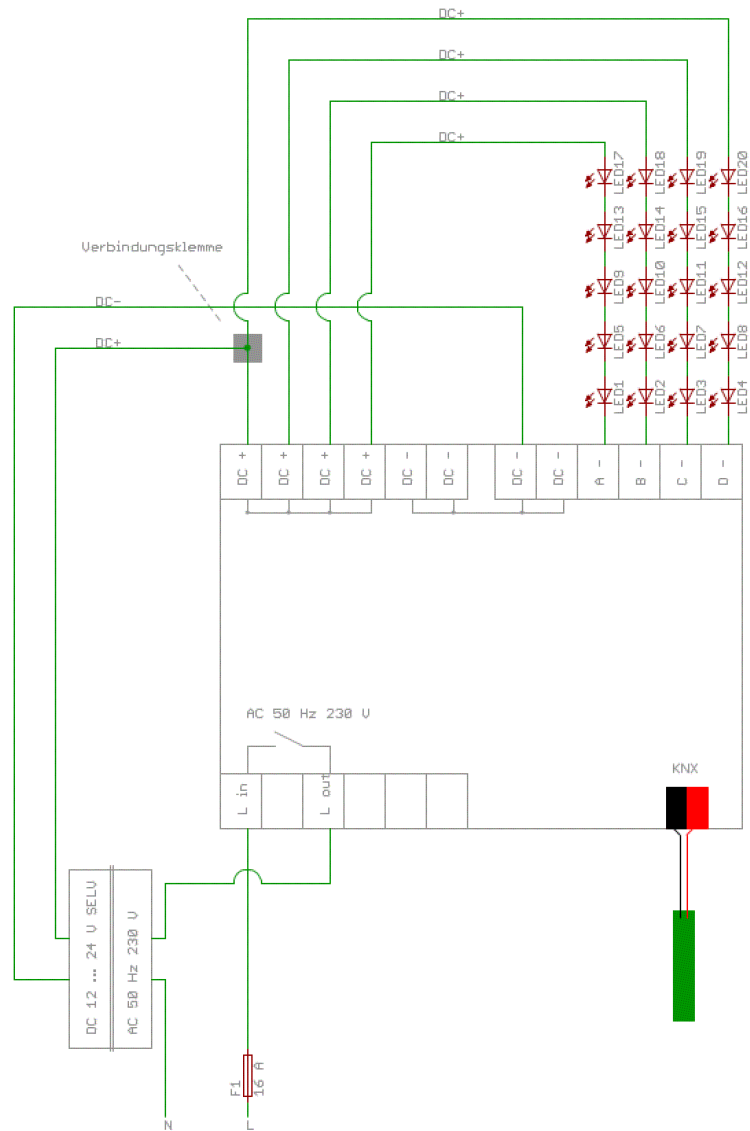 DC+
DC+
DC+
DC+
LED17
LED18
LED19
LED20
LED13
LED14
LED15
LED16
Verbindungsklemme
LED9
LED10
LED11
LED12
DC-
DC+
LED5
LED6
LED7
LED8
LED1
LED2
LED3
LED4
DC +
DC +
DC +
DC +
DC -
DC -
DC -
DC -
A -
B -
C -
D -
AC 50 Hz 230 V
KNX
L in
L out
DC 12 ... 24 V SELV
AC 50 Hz 230 V
F1
16 A
N
L